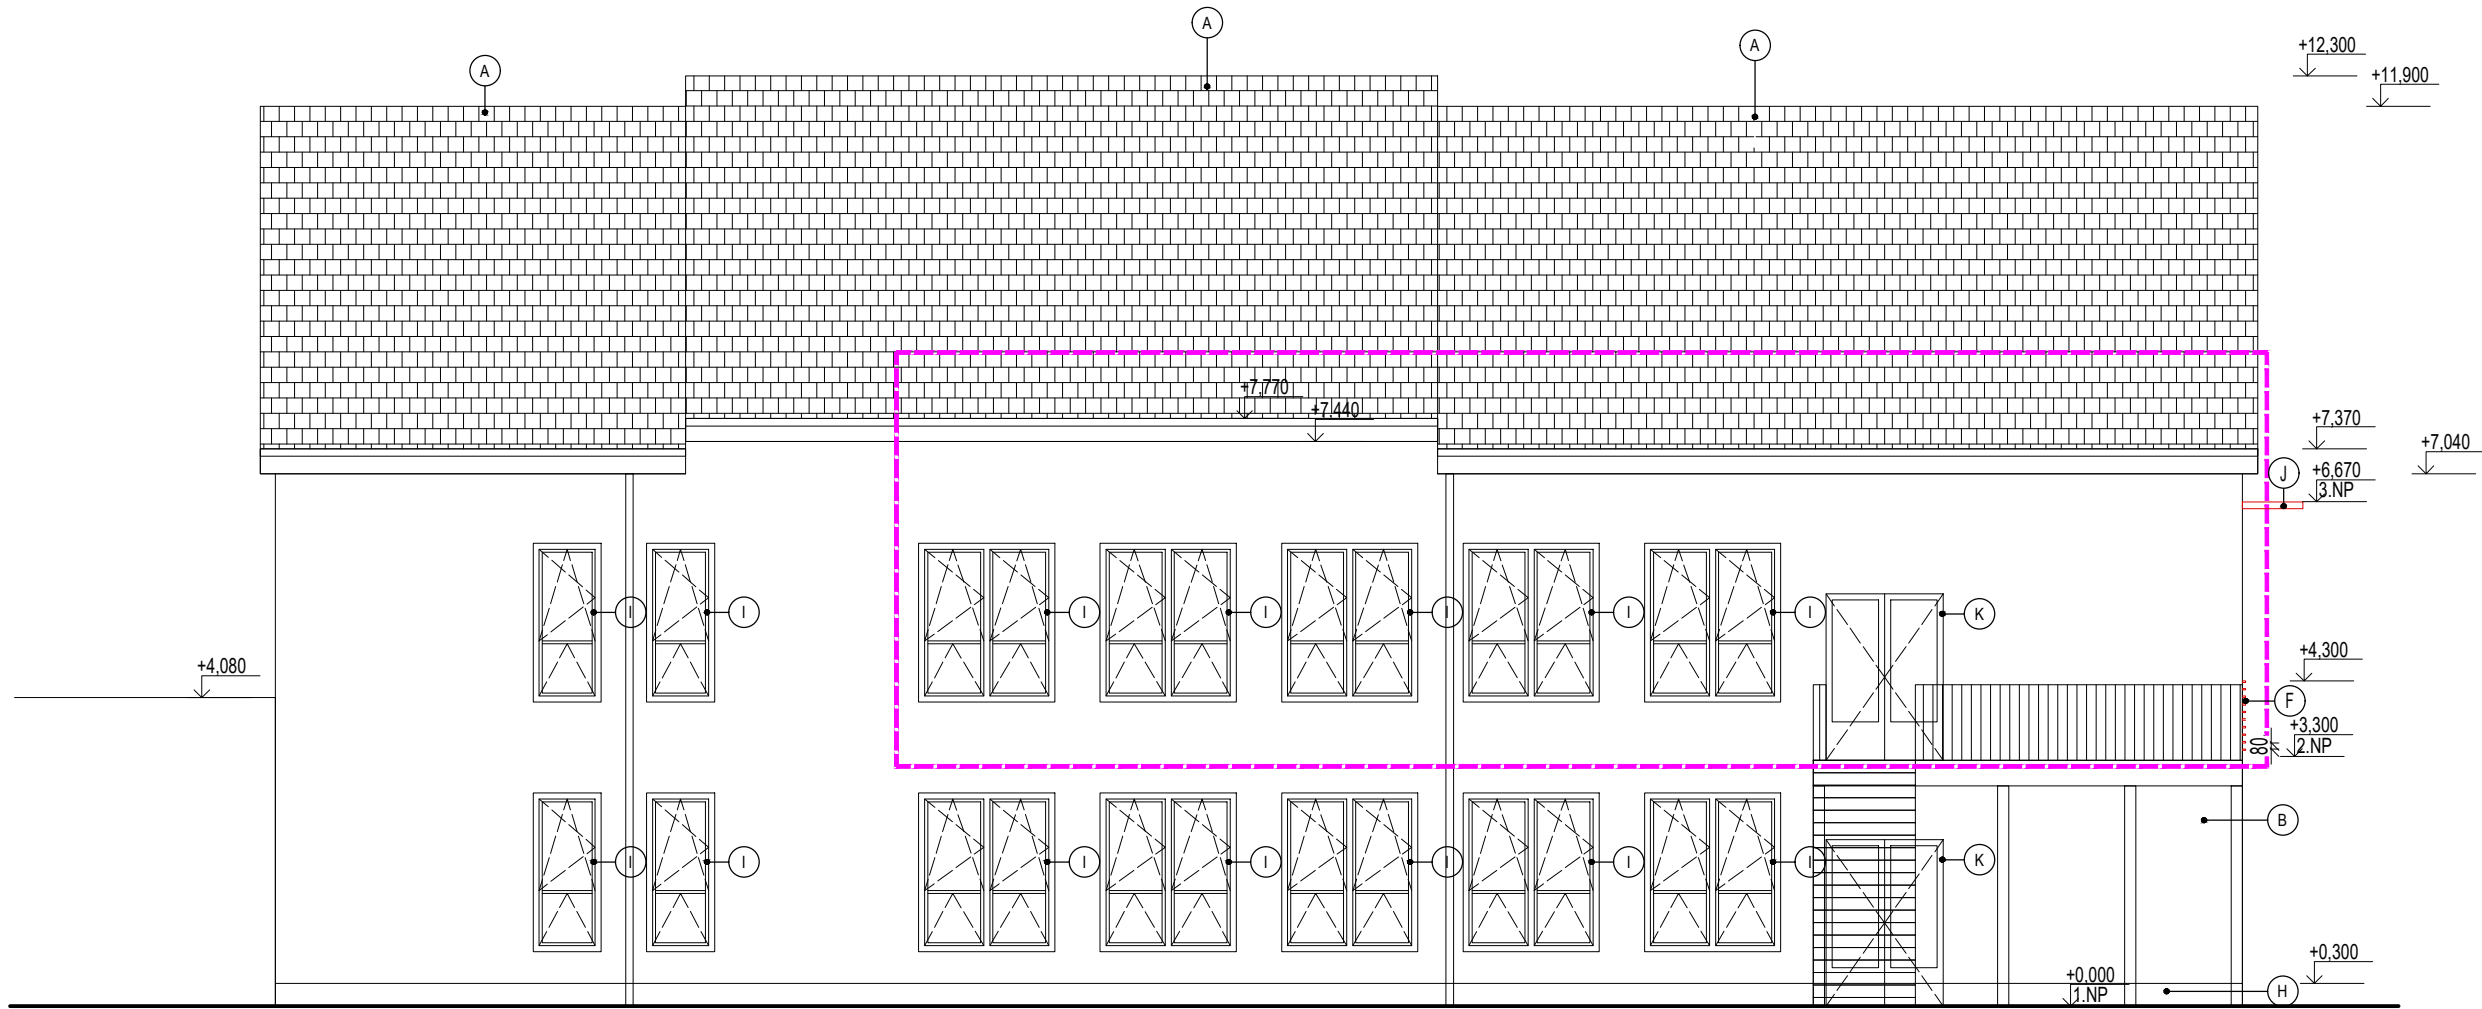 A
A
A
+12,300
+11,900
+7,770
+7,440
+7,370
+7,040
J
+6,670
3.NP
I
I
I
I
I
I
I
K
+4,080
+4,300
F
+3,300
2.NP
80
B
I
I
I
I
I
I
I
K
+0,300
+0,000
1.NP
H